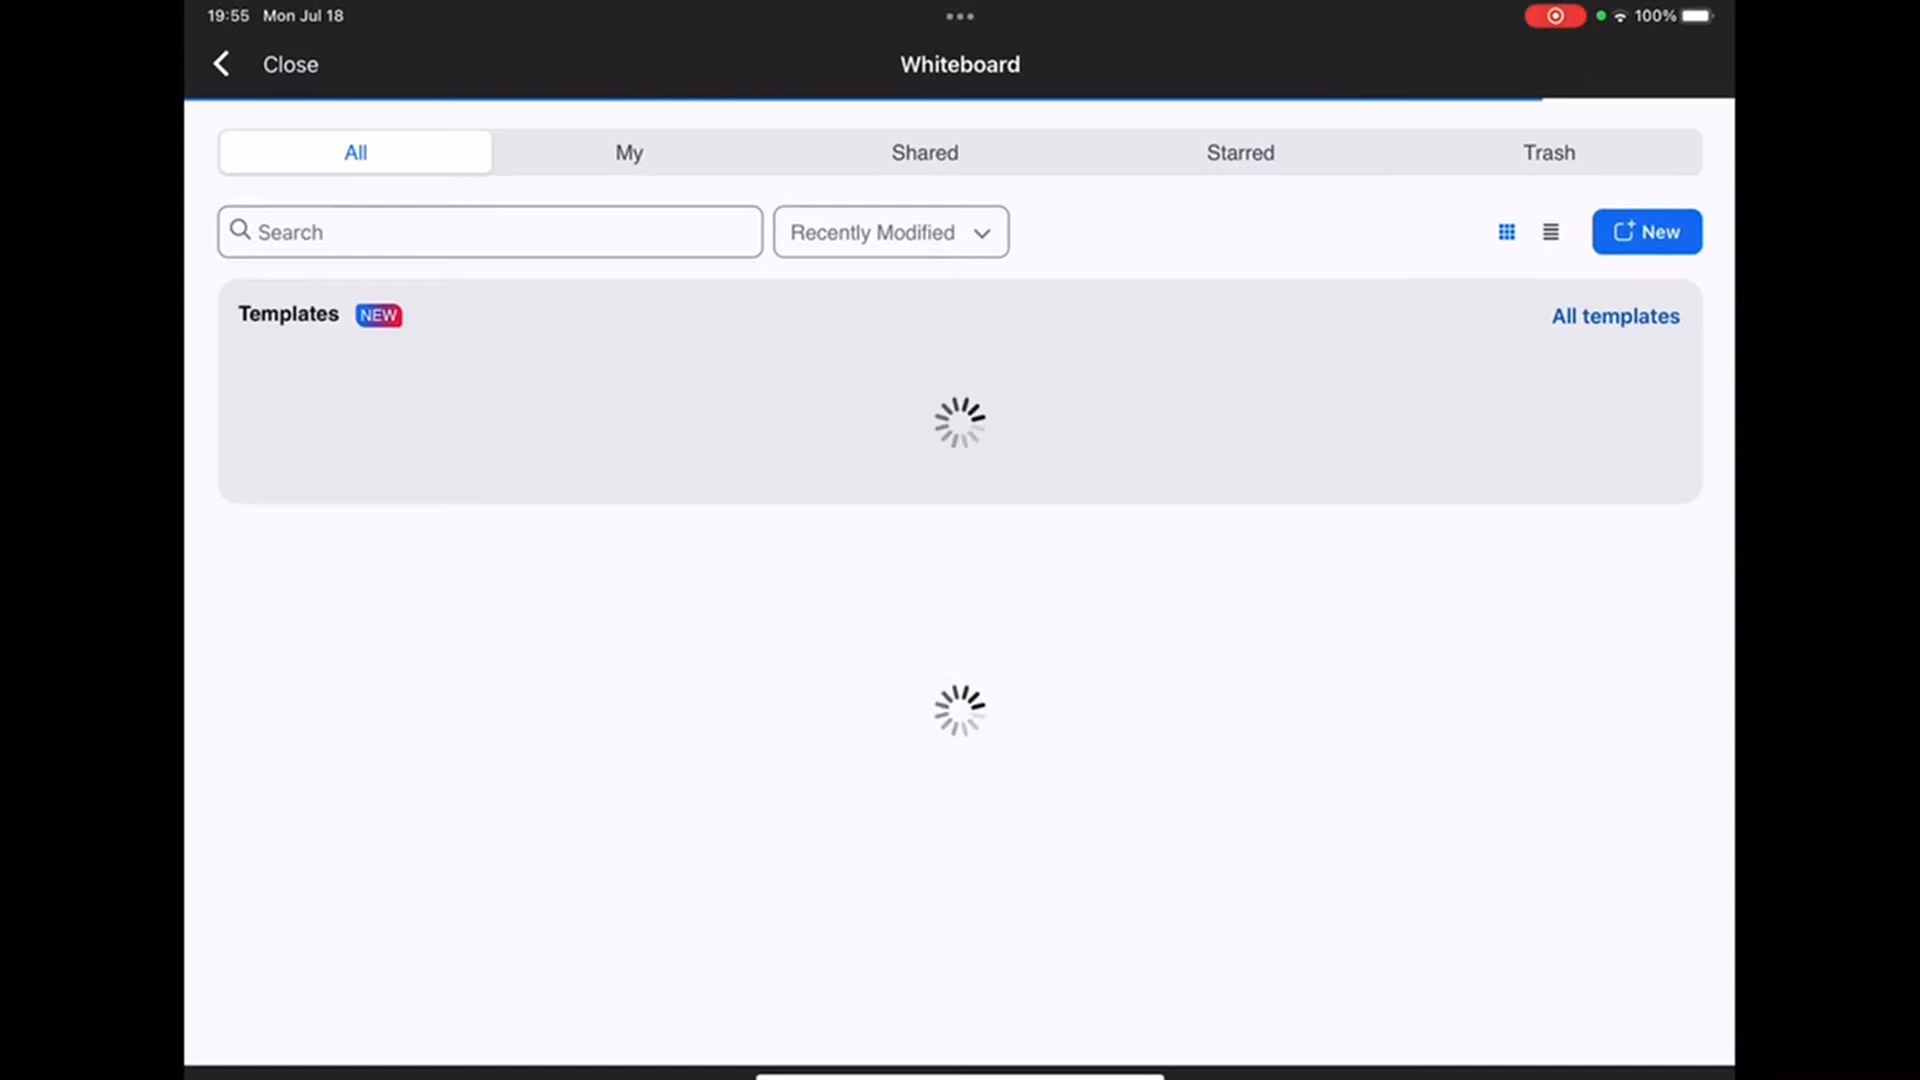 19:55 Mon Jul 18
100%
Close
Whiteboard
All
My
Shared
Starred
Trash
Search
Recently Modified
New
Templates NEW
All templates